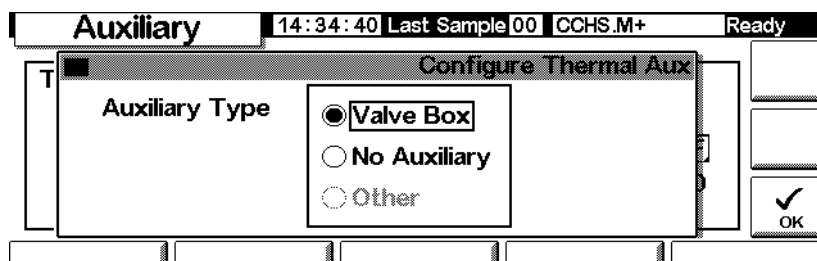 Auxiliary 14:34:40 Last Sample 00 CCHS.M+ Ready
Configure Thermal Aux
T
Auxiliary Type
Valve Box
No Auxiliary
Other
OK